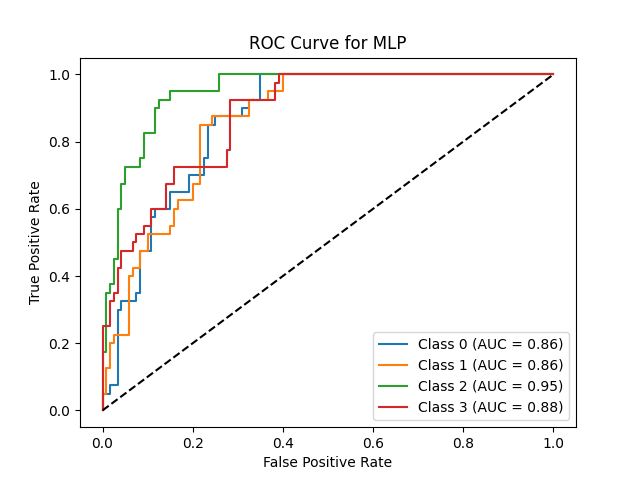 ROC Curve for MLP
True Positive Rate
1.0
0.8
0.6
0.4
0.2
0.0
0.0 0.2 0.4 0.6 0.8 1.0
False Positive Rate
Class 0 (AUC = 0.86)
Class 1 (AUC = 0.86)
Class 2 (AUC = 0.95)
Class 3 (AUC = 0.88)